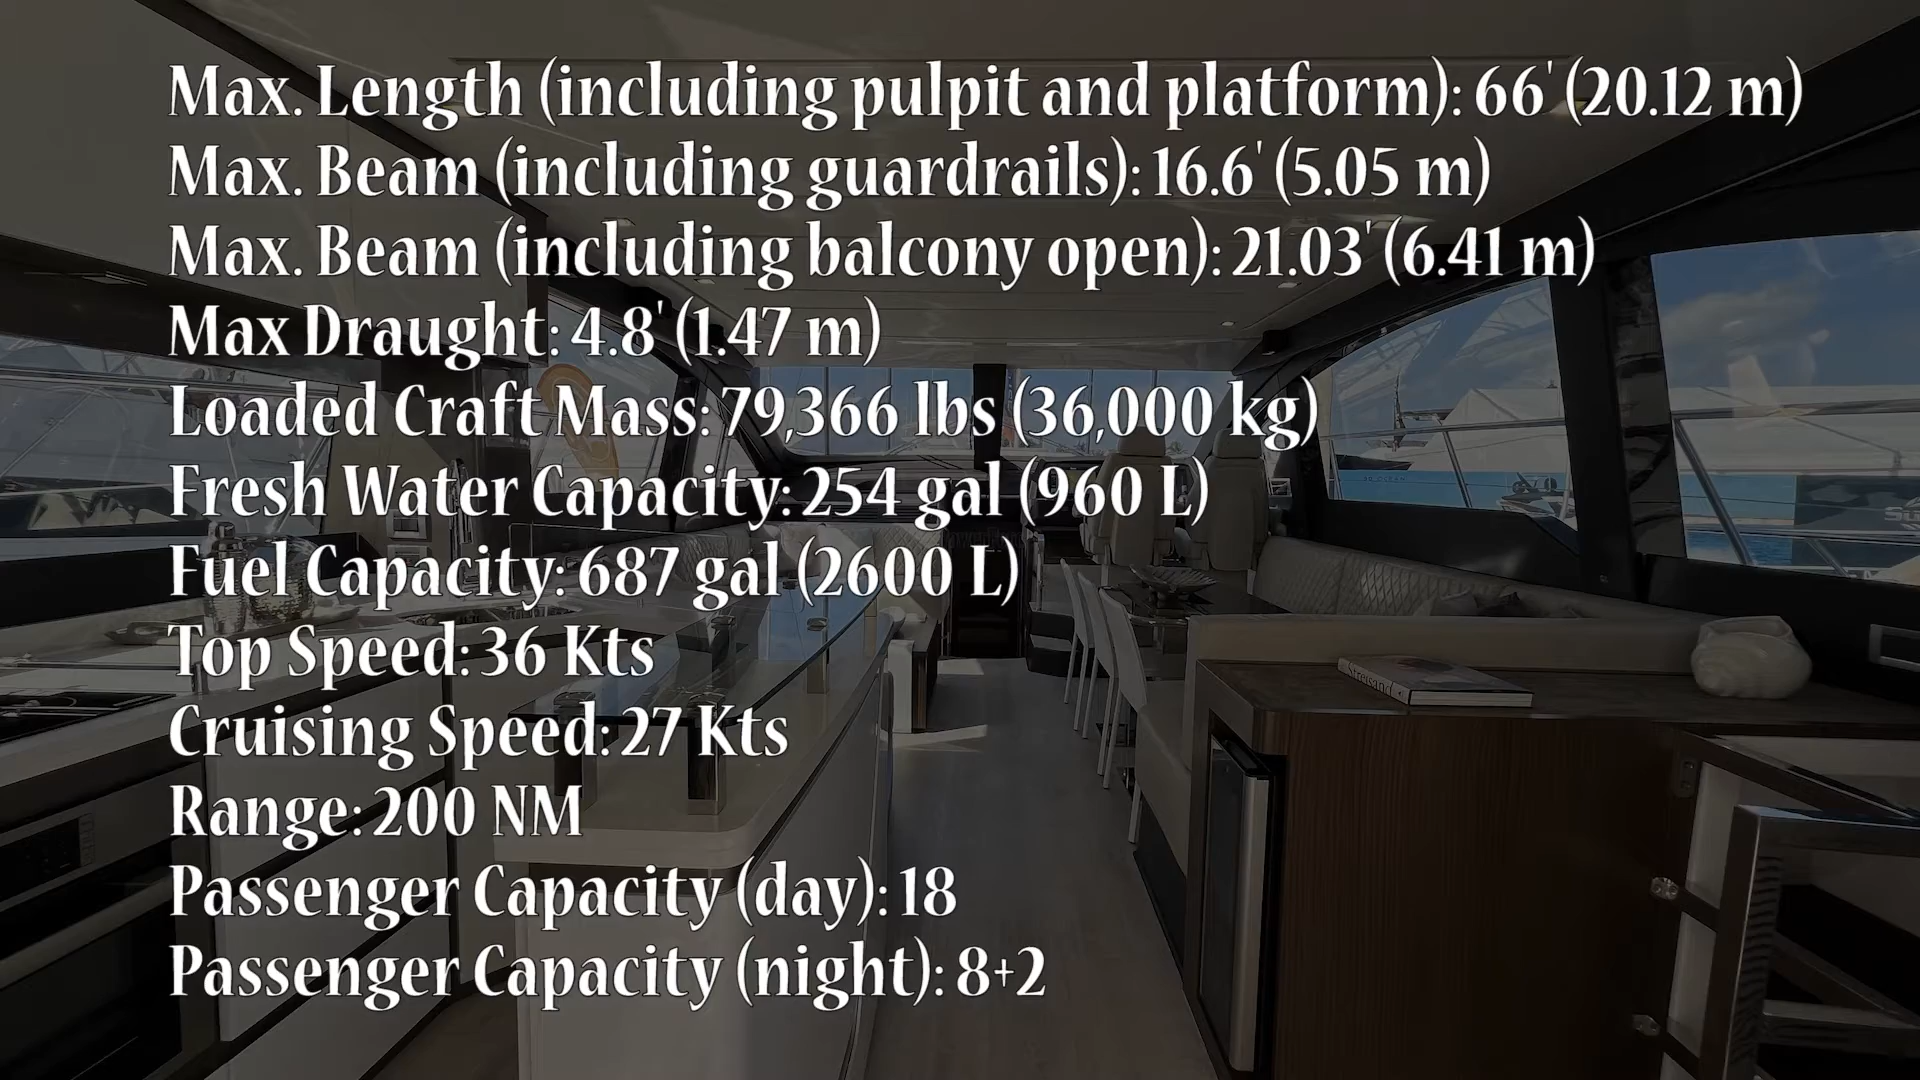 Max. Length (including pulpit and platform): 66' (20.12 m)
Max. Beam (including guardrails): 16.6' (5.05 m)
Max. Beam (including balcony open): 21.03' (6.41 m)
Max Draught: 4.8' (1.47 m)
Loaded Craft Mass: 79,366 lbs (36,000 kg)
Fresh Water Capacity: 254 gal (960 L)
Fuel Capacity: 687 gal (2600 L)
Top Speed: 36 Kts
Cruising Speed: 27 Kts
Range: 200 NM
Passenger Capacity (day): 18
Passenger Capacity (night): 8+2
Streisand